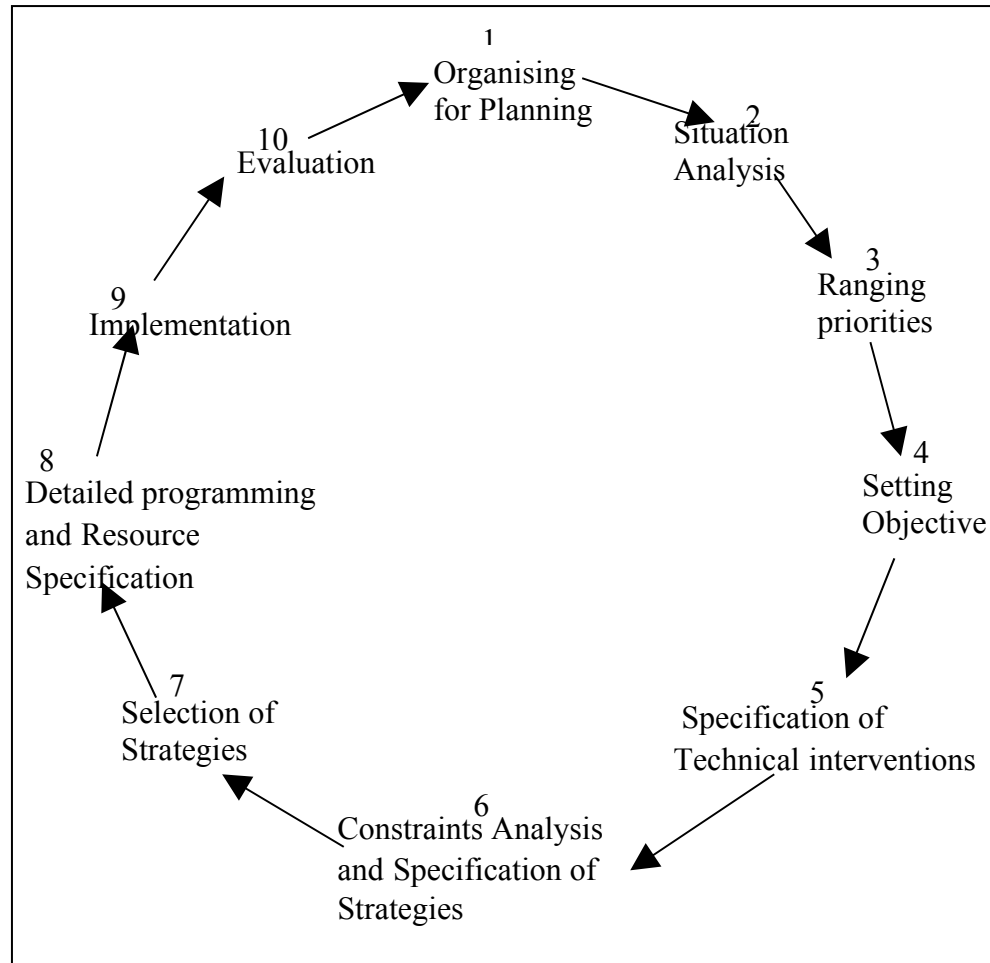 1
Organising
for Planning
2
Situation
Analysis
3
Ranging
priorities
4
Setting
Objective
5
Specification of
Technical interventions
6
Constraints Analysis
and Specification of
Strategies
7
Selection of
Strategies
8
Detailed programming
and Resource
Specification
9
Implementation
10
Evaluation